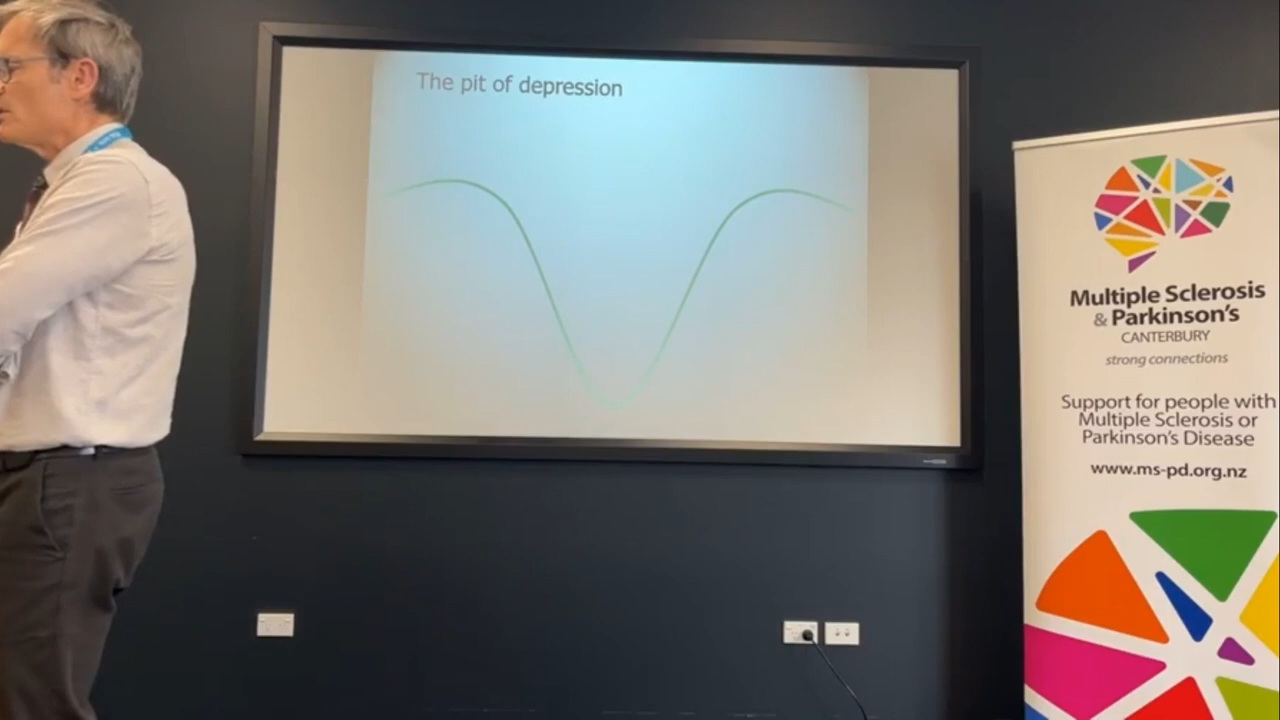 The pit of depression
Multiple Sclerosis
& Parkinson's
CANTERBURY
strong connections
Support for people with
Multiple Sclerosis or
Parkinson's Disease
www.ms-pd.org.nz